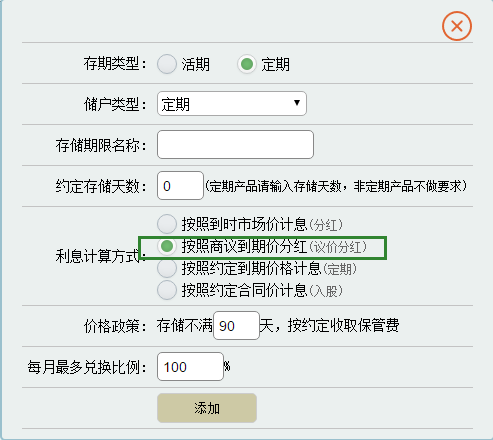 存期类型： 活期 定期
储户类型： 定期
存储期限名称：
约定存储天数： 0 (定期产品请输入存储天数，非定期产品不做要求)
按照到时市场价计息(分红)
利息计算方式： 按照商议到期价分红(议价分红)
按照约定到期价格计息(定期)
按照约定合同价计息(入股)
价格政策： 存储不满 90 天，按约定收取保管费
每月最多兑换比例： 100 %
添加